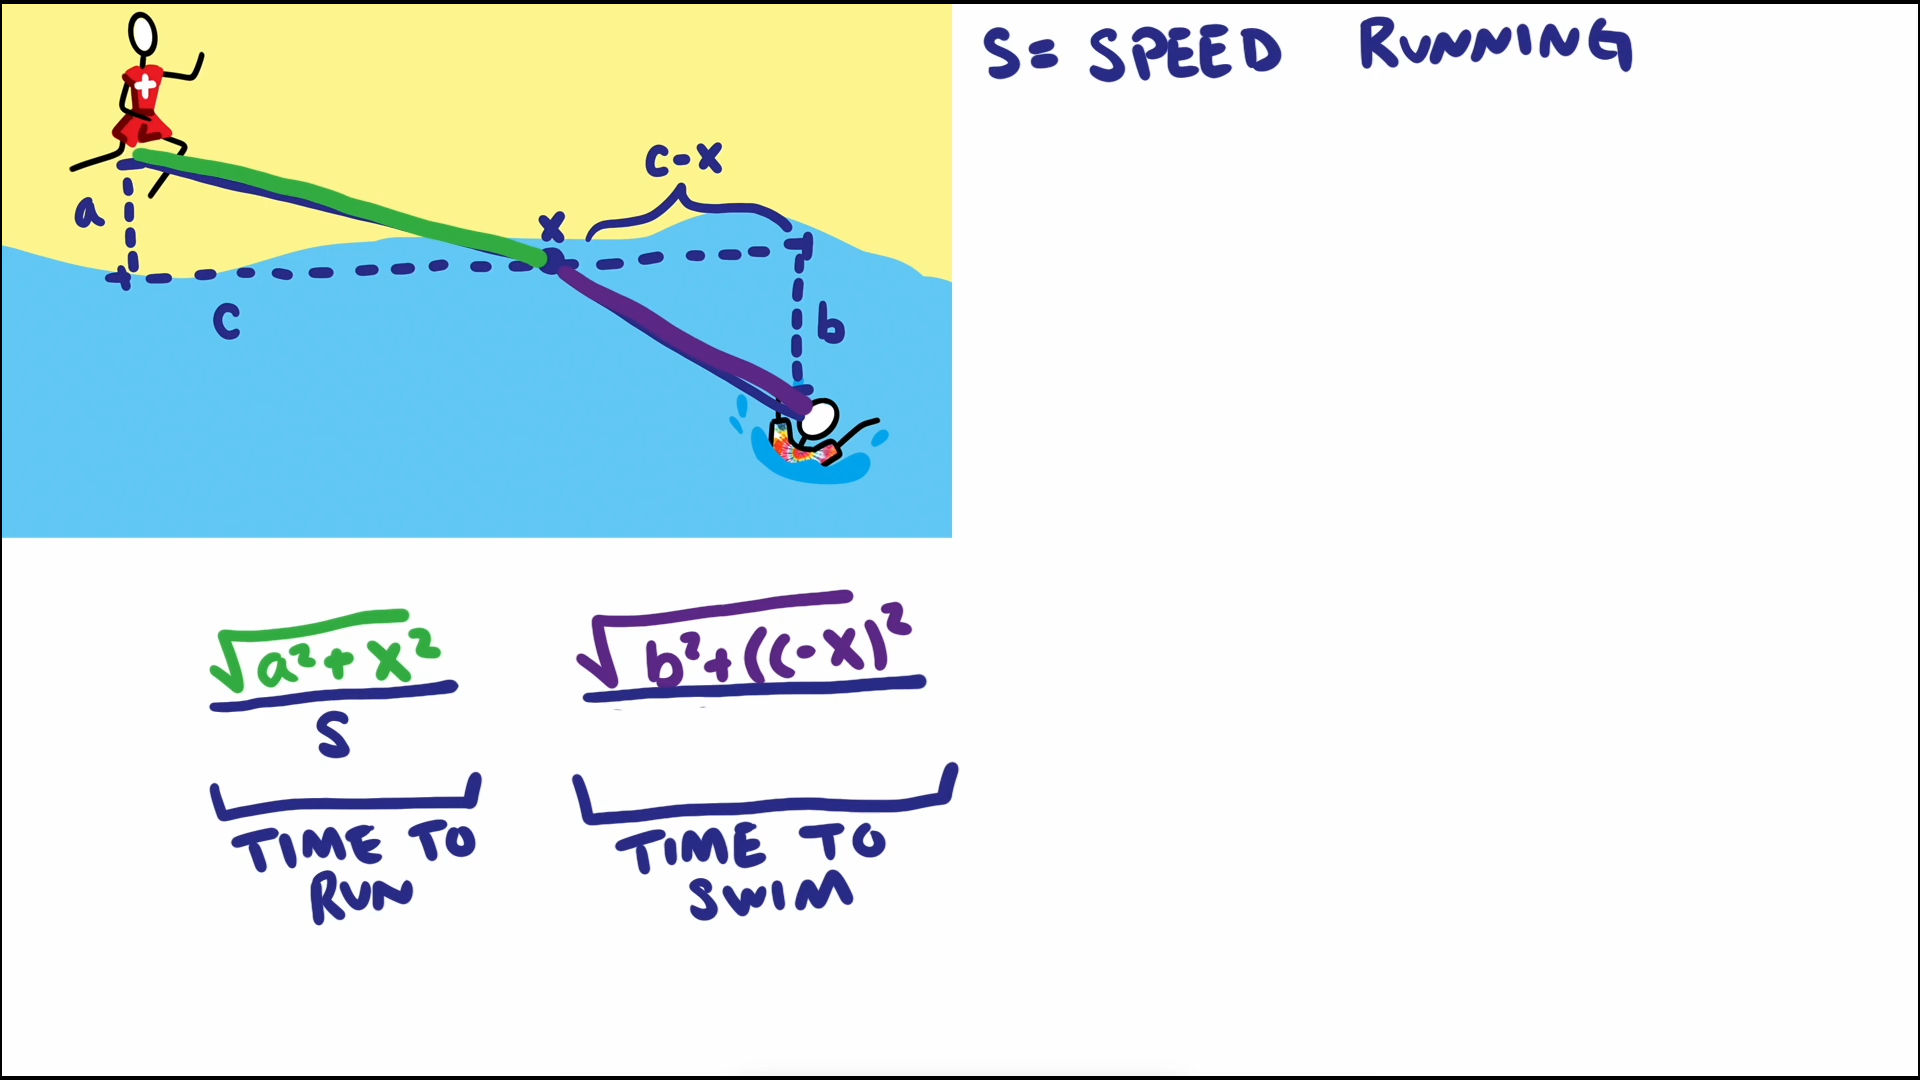 S = SPEED RUNNING
c-x
a
x
c
b
√a²+x²
S
TIME TO
RUN
√b²+(c-x)²
TIME TO
SWIM